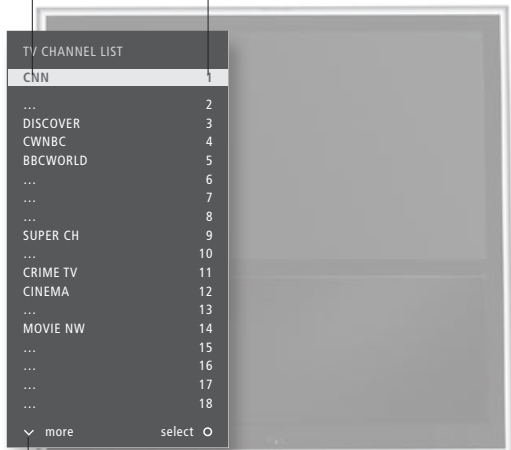 TV CHANNEL LIST
CNN 1
... 2
DISCOVER 3
CWNBC 4
BBCWORLD 5
... 6
... 7
... 8
SUPER CH 9
... 10
CRIME TV 11
CINEMA 12
... 13
MOVIE NW 14
... 15
... 16
... 17
... 18
more select